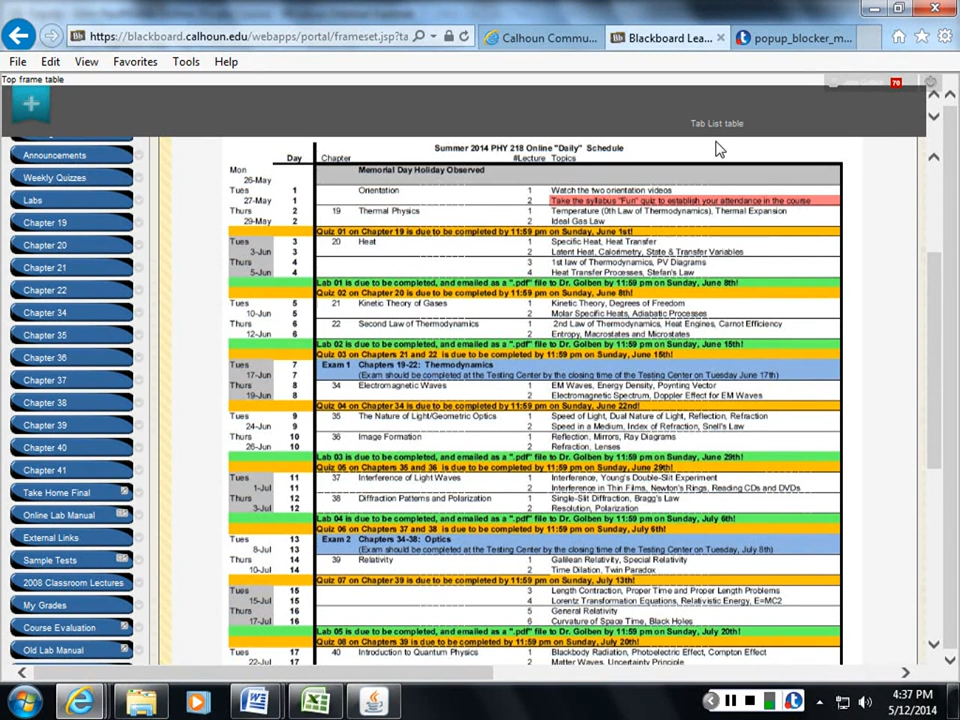 https://blackboard.calhoun.edu/webapps/portal/frameset.jsp?ta
Calhoun Commu...
Blackboard Lea...
popup_blocker_m...
File Edit View Favorites Tools Help
Top frame table
70
Tab List table
Announcements
Weekly Quizzes
Labs
Chapter 19
Chapter 20
Chapter 21
Chapter 22
Chapter 34
Chapter 35
Chapter 36
Chapter 37
Chapter 38
Chapter 39
Chapter 40
Chapter 41
Take Home Final
Online Lab Manual
External Links
Sample Tests
2008 Classroom Lectures
My Grades
Course Evaluation
Old Lab Manual
Summer 2014 PHY 218 Online "Daily" Schedule
Day Chapter #Lecture Topics
Mon Memorial Day Holiday Observed
26-May
Tues 1 Orientation 1 Watch the two orientation videos
27-May 1 2 Take the syllabus "Fun" quiz to establish your attendance in the course
Thurs 2 19 Thermal Physics 1 Temperature (0th Law of Thermodynamics), Thermal Expansion
29-May 2 2 Ideal Gas Law
Quiz 01 on Chapter 19 is due to be completed by 11:59 pm on Sunday, June 1st!
Tues 3 20 Heat 1 Specific Heat, Heat Transfer
3-Jun 3 2 Latent Heat, Calorimetry, State & Transfer Variables
Thurs 4 3 1st law of Thermodynamics, PV Diagrams
5-Jun 4 4 Heat Transfer Processes, Stefan's Law
Lab 01 is due to be completed, and emailed as a ".pdf" file to Dr. Golben by 11:59 pm on Sunday, June 8th!
Quiz 02 on Chapter 20 is due to be completed by 11:59 pm on Sunday, June 8th!
Tues 5 21 Kinetic Theory of Gases 1 Kinetic Theory, Degrees of Freedom
10-Jun 5 2 Molar Specific Heats, Adiabatic Processes
Thurs 6 22 Second Law of Thermodynamics 1 2nd Law of Thermodynamics, Heat Engines, Carnot Efficiency
12-Jun 6 2 Entropy, Macrostates and Microstates
Lab 02 is due to be completed, and emailed as a ".pdf" file to Dr. Golben by 11:59 pm on Sunday, June 15th!
Quiz 03 on Chapters 21 and 22 is due to be completed by 11:59 pm on Sunday, June 15th!
Tues 7 Exam 1 Chapters 19-22: Thermodynamics
17-Jun 7 (Exam should be completed at the Testing Center by the closing time of the Testing Center on Tuesday June 17th)
Thurs 8 34 Electromagnetic Waves 1 EM Waves, Energy Density, Poynting Vector
19-Jun 8 2 Electromagnetic Spectrum, Doppler Effect for EM Waves
Quiz 04 on Chapter 34 is due to be completed by 11:59 pm on Sunday, June 22nd!
Tues 9 35 The Nature of Light/Geometric Optics 1 Speed of Light, Dual Nature of Light, Reflection, Refraction
24-Jun 9 2 Speed in a Medium, Index of Refraction, Snell's Law
Thurs 10 36 Image Formation 1 Reflection, Mirrors, Ray Diagrams
26-Jun 10 2 Refraction, Lenses
Lab 03 is due to be completed, and emailed as a ".pdf" file to Dr. Golben by 11:59 pm on Sunday, June 29th!
Quiz 05 on Chapters 35 and 36 is due to be completed by 11:59 pm on Sunday, June 29th!
Tues 11 37 Interference of Light Waves 1 Interference, Young's Double-Slit Experiment
1-Jul 11 2 Interference in Thin Films, Newton's Rings, Reading CDs and DVDs
Thurs 12 38 Diffraction Patterns and Polarization 1 Single-Slit Diffraction, Bragg's Law
3-Jul 12 2 Resolution, Polarization
Lab 04 is due to be completed, and emailed as a ".pdf" file to Dr. Golben by 11:59 pm on Sunday, July 6th!
Quiz 06 on Chapters 37 and 38 is due to be completed by 11:59 pm on Sunday, July 6th!
Tues 13 Exam 2 Chapters 34-38: Optics
8-Jul 13 (Exam should be completed at the Testing Center by the closing time of the Testing Center on Tuesday, July 8th)
Thurs 14 39 Relativity 1 Galilean Relativity, Special Relativity
10-Jul 14 2 Time Dilation, Twin Paradox
Quiz 07 on Chapter 39 is due to be completed by 11:59 pm on Sunday, July 13th!
Tues 15 3 Length Contraction, Proper Time and Proper Length Problems
15-Jul 15 4 Lorentz Transformation Equations, Relativistic Energy, E=MC2
Thurs 16 5 General Relativity
17-Jul 16 6 Curvature of Space Time, Black Holes
Lab 05 is due to be completed, and emailed as a ".pdf" file to Dr. Golben by 11:59 pm on Sunday, July 20th!
Quiz 08 on Chapters 39 is due to be completed by 11:59 pm on Sunday, July 20th!
Tues 17 40 Introduction to Quantum Physics 1 Blackbody Radiation, Photoelectric Effect, Compton Effect
22-Jul 17 2 Matter Waves, Uncertainty Principle
4:37 PM
5/12/2014